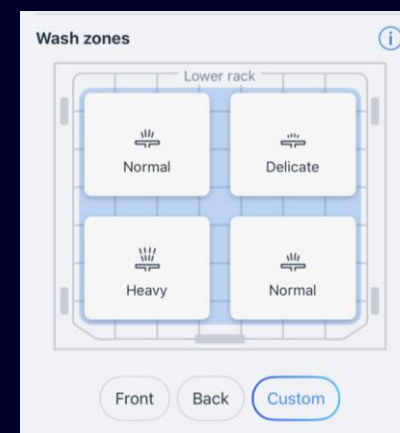 Wash zones
Lower rack
Normal Delicate
Heavy Normal
Front Back Custom